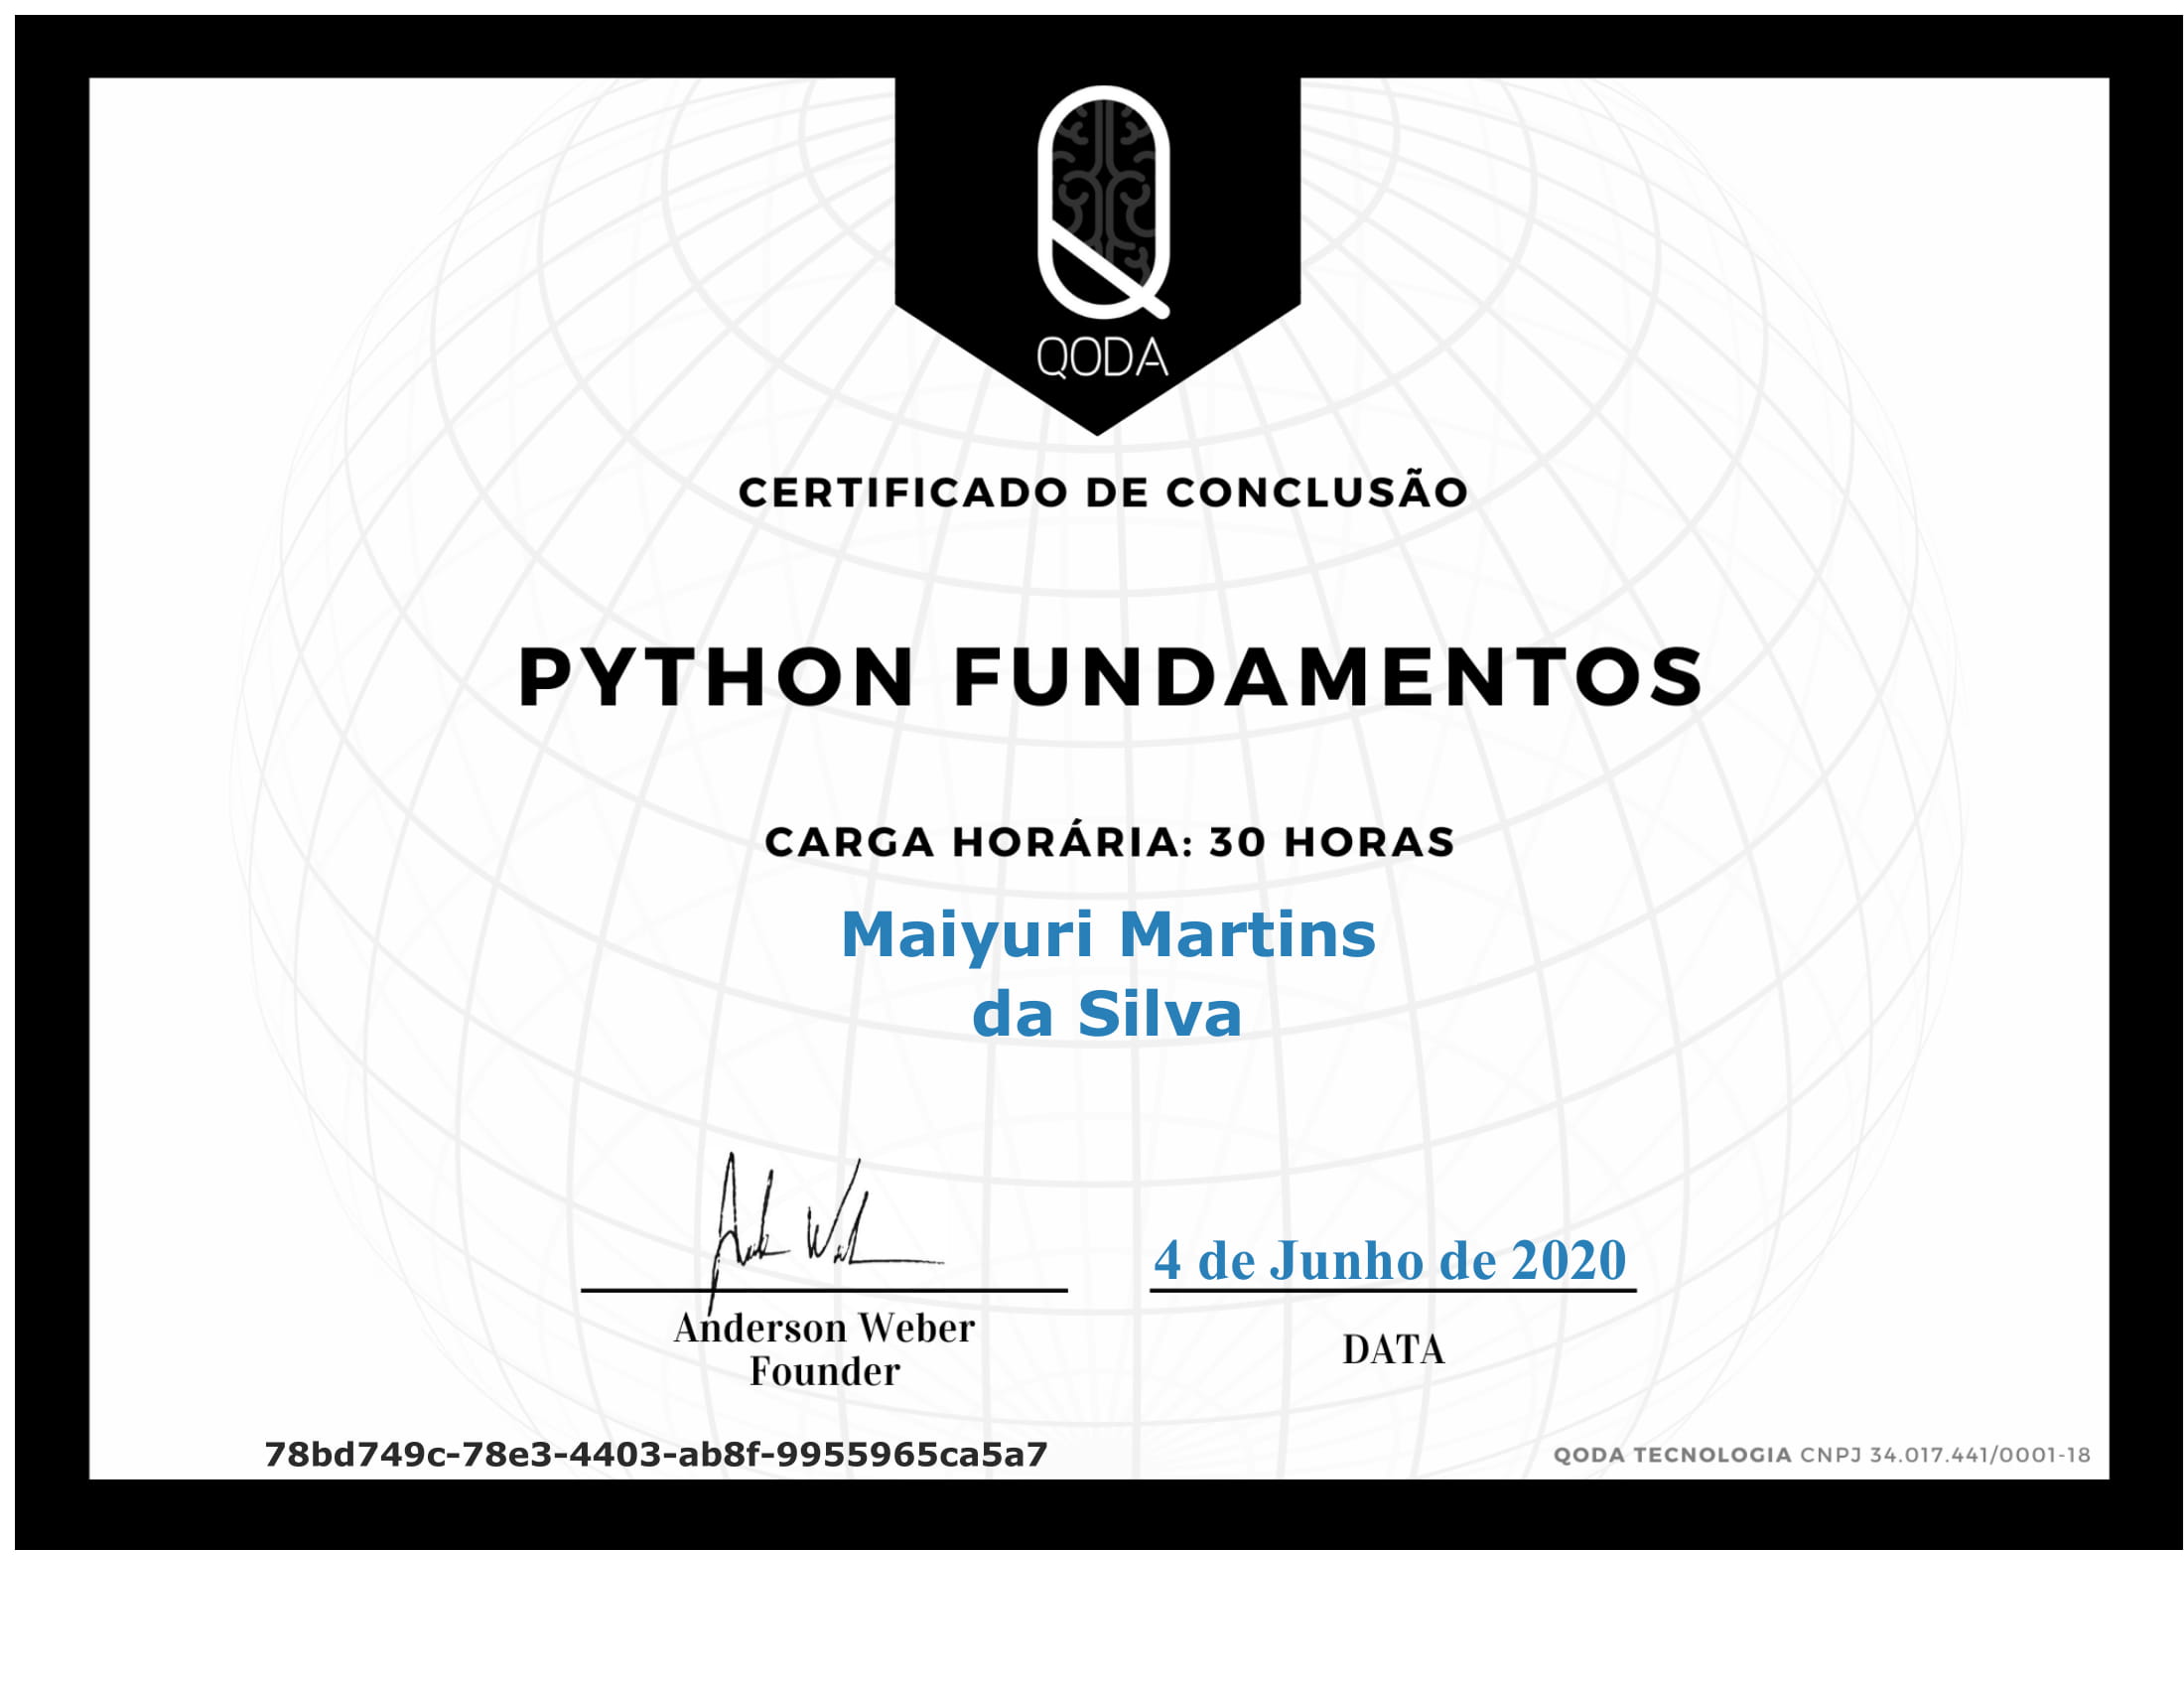 QODA
CERTIFICADO DE CONCLUSÃO
PYTHON FUNDAMENTOS
CARGA HORÁRIA: 30 HORAS
Maiyuri Martins
da Silva
4 de Junho de 2020
Anderson Weber
Founder
DATA
78bd749c-78e3-4403-ab8f-9955965ca5a7
QODA TECNOLOGIA CNPJ 34.017.441/0001-18